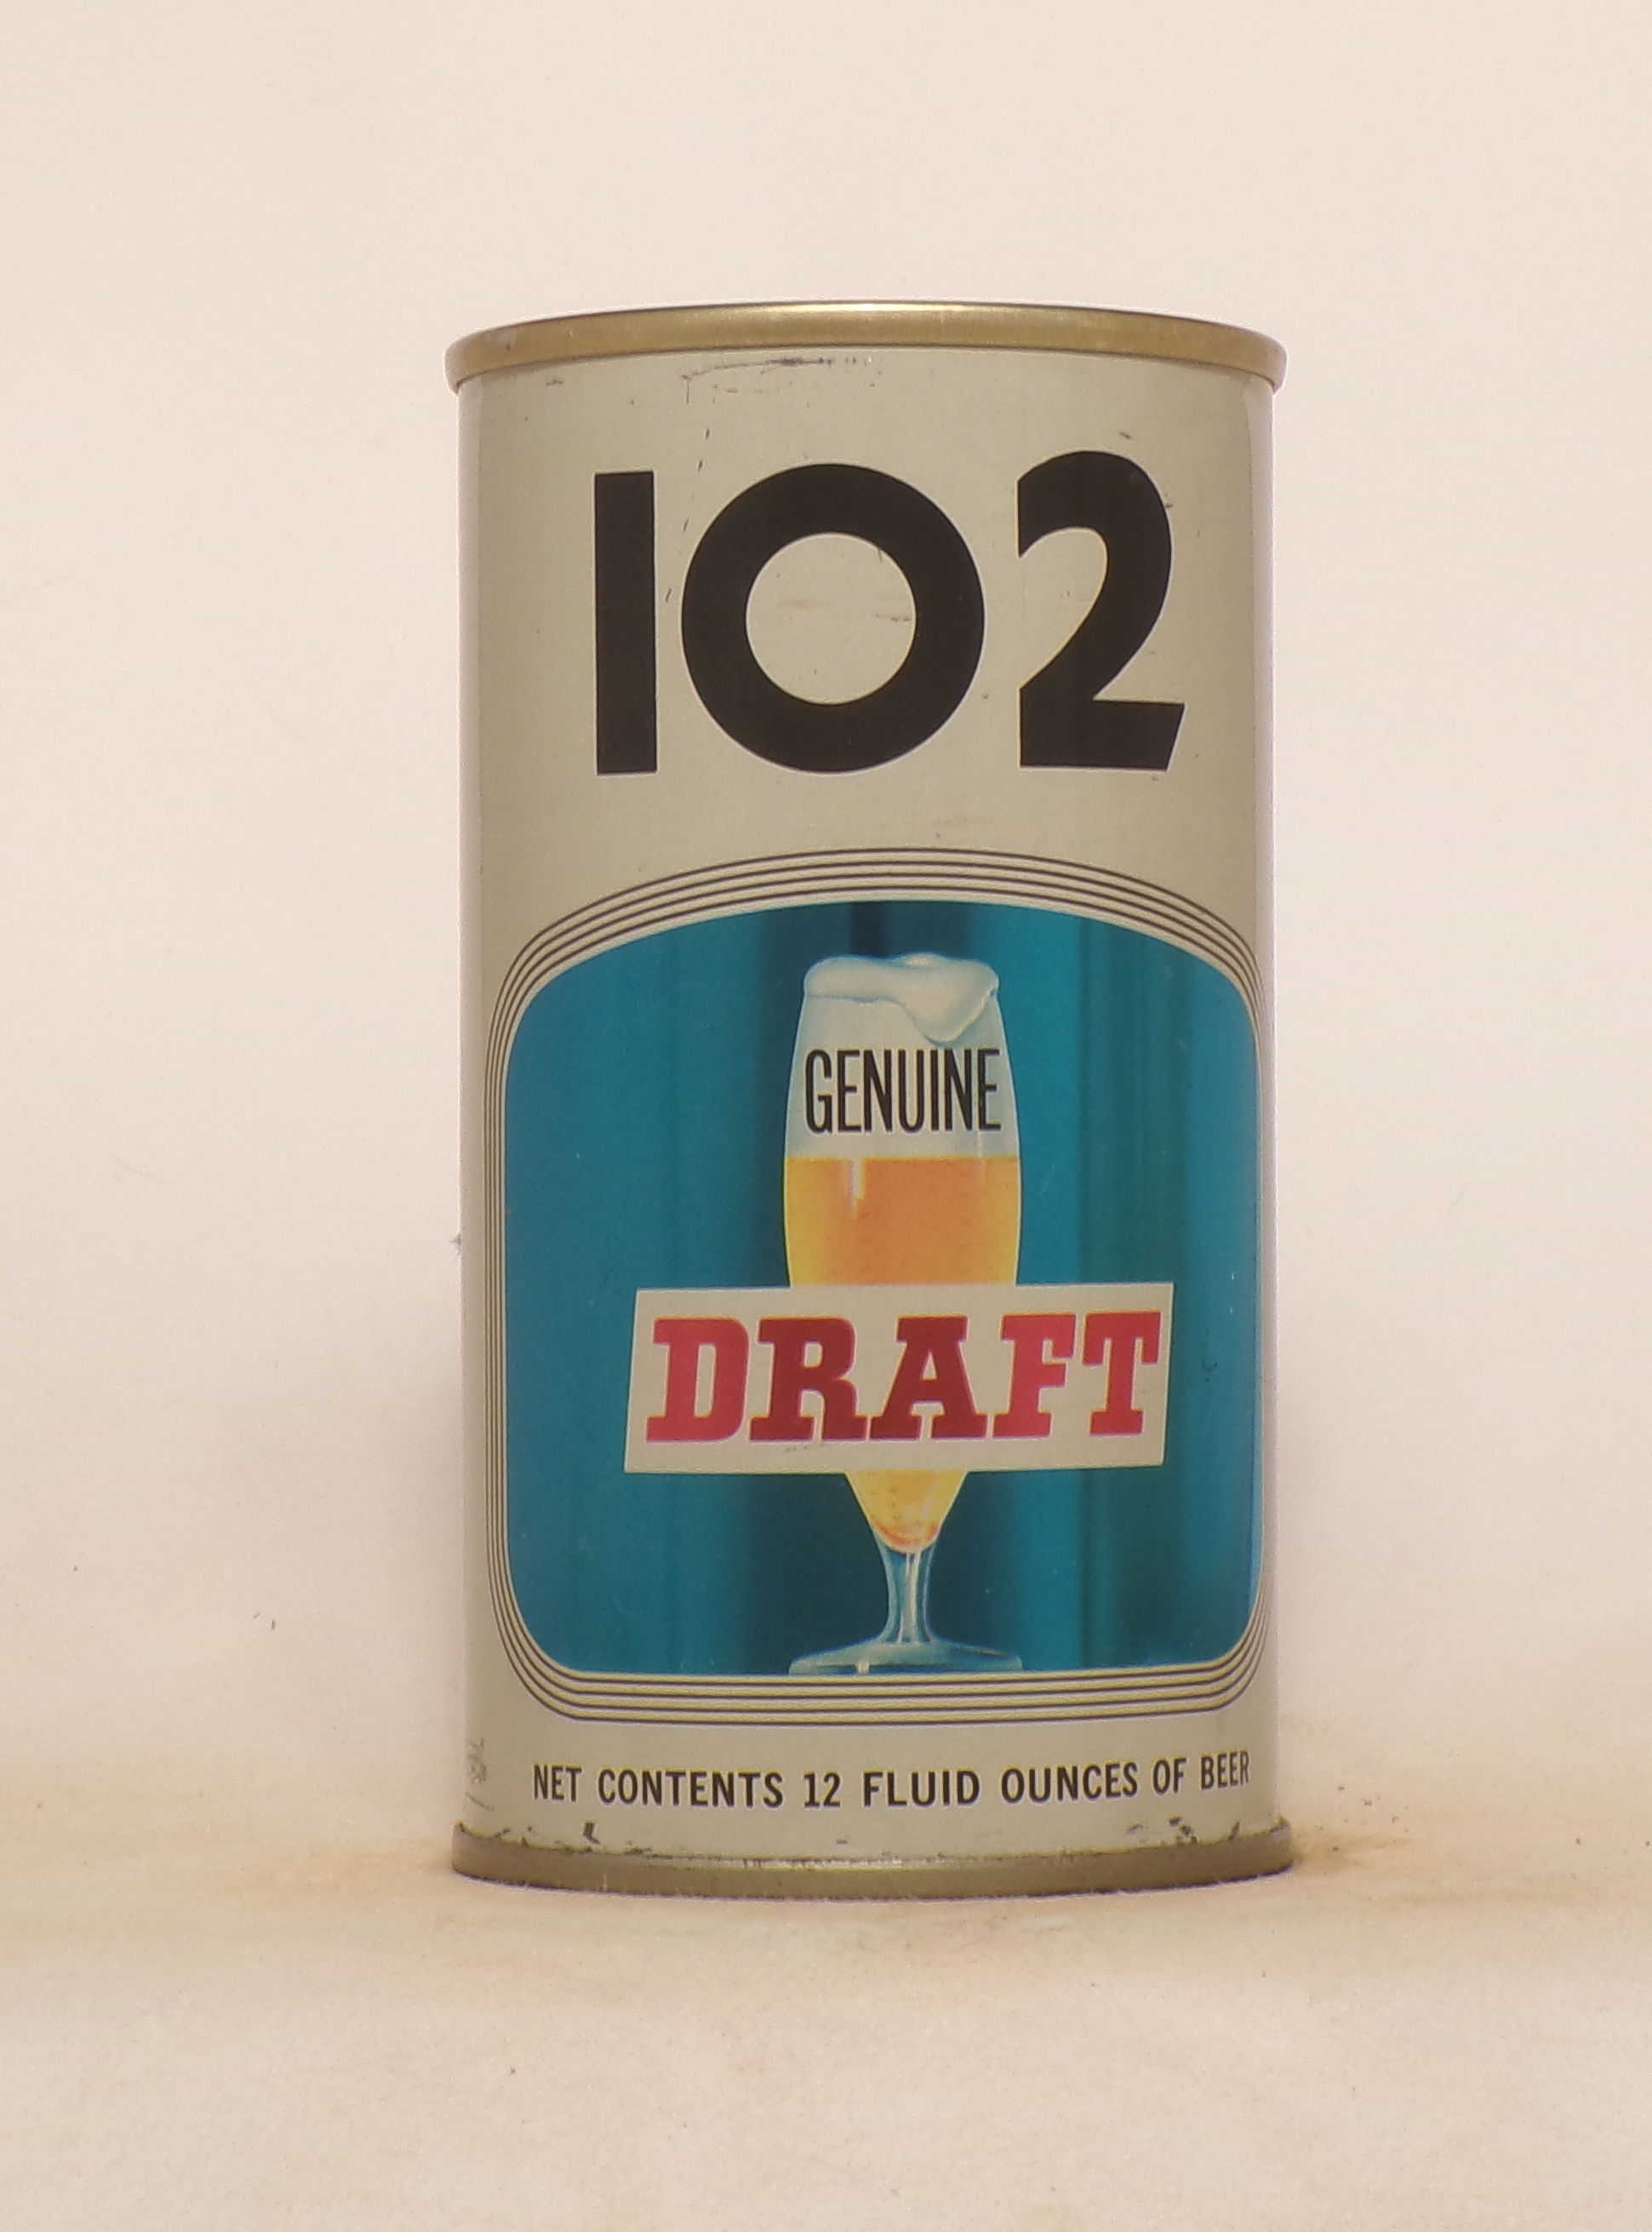 102
GENUINE
DRAFT
NET CONTENTS 12 FLUID OUNCES OF BEER